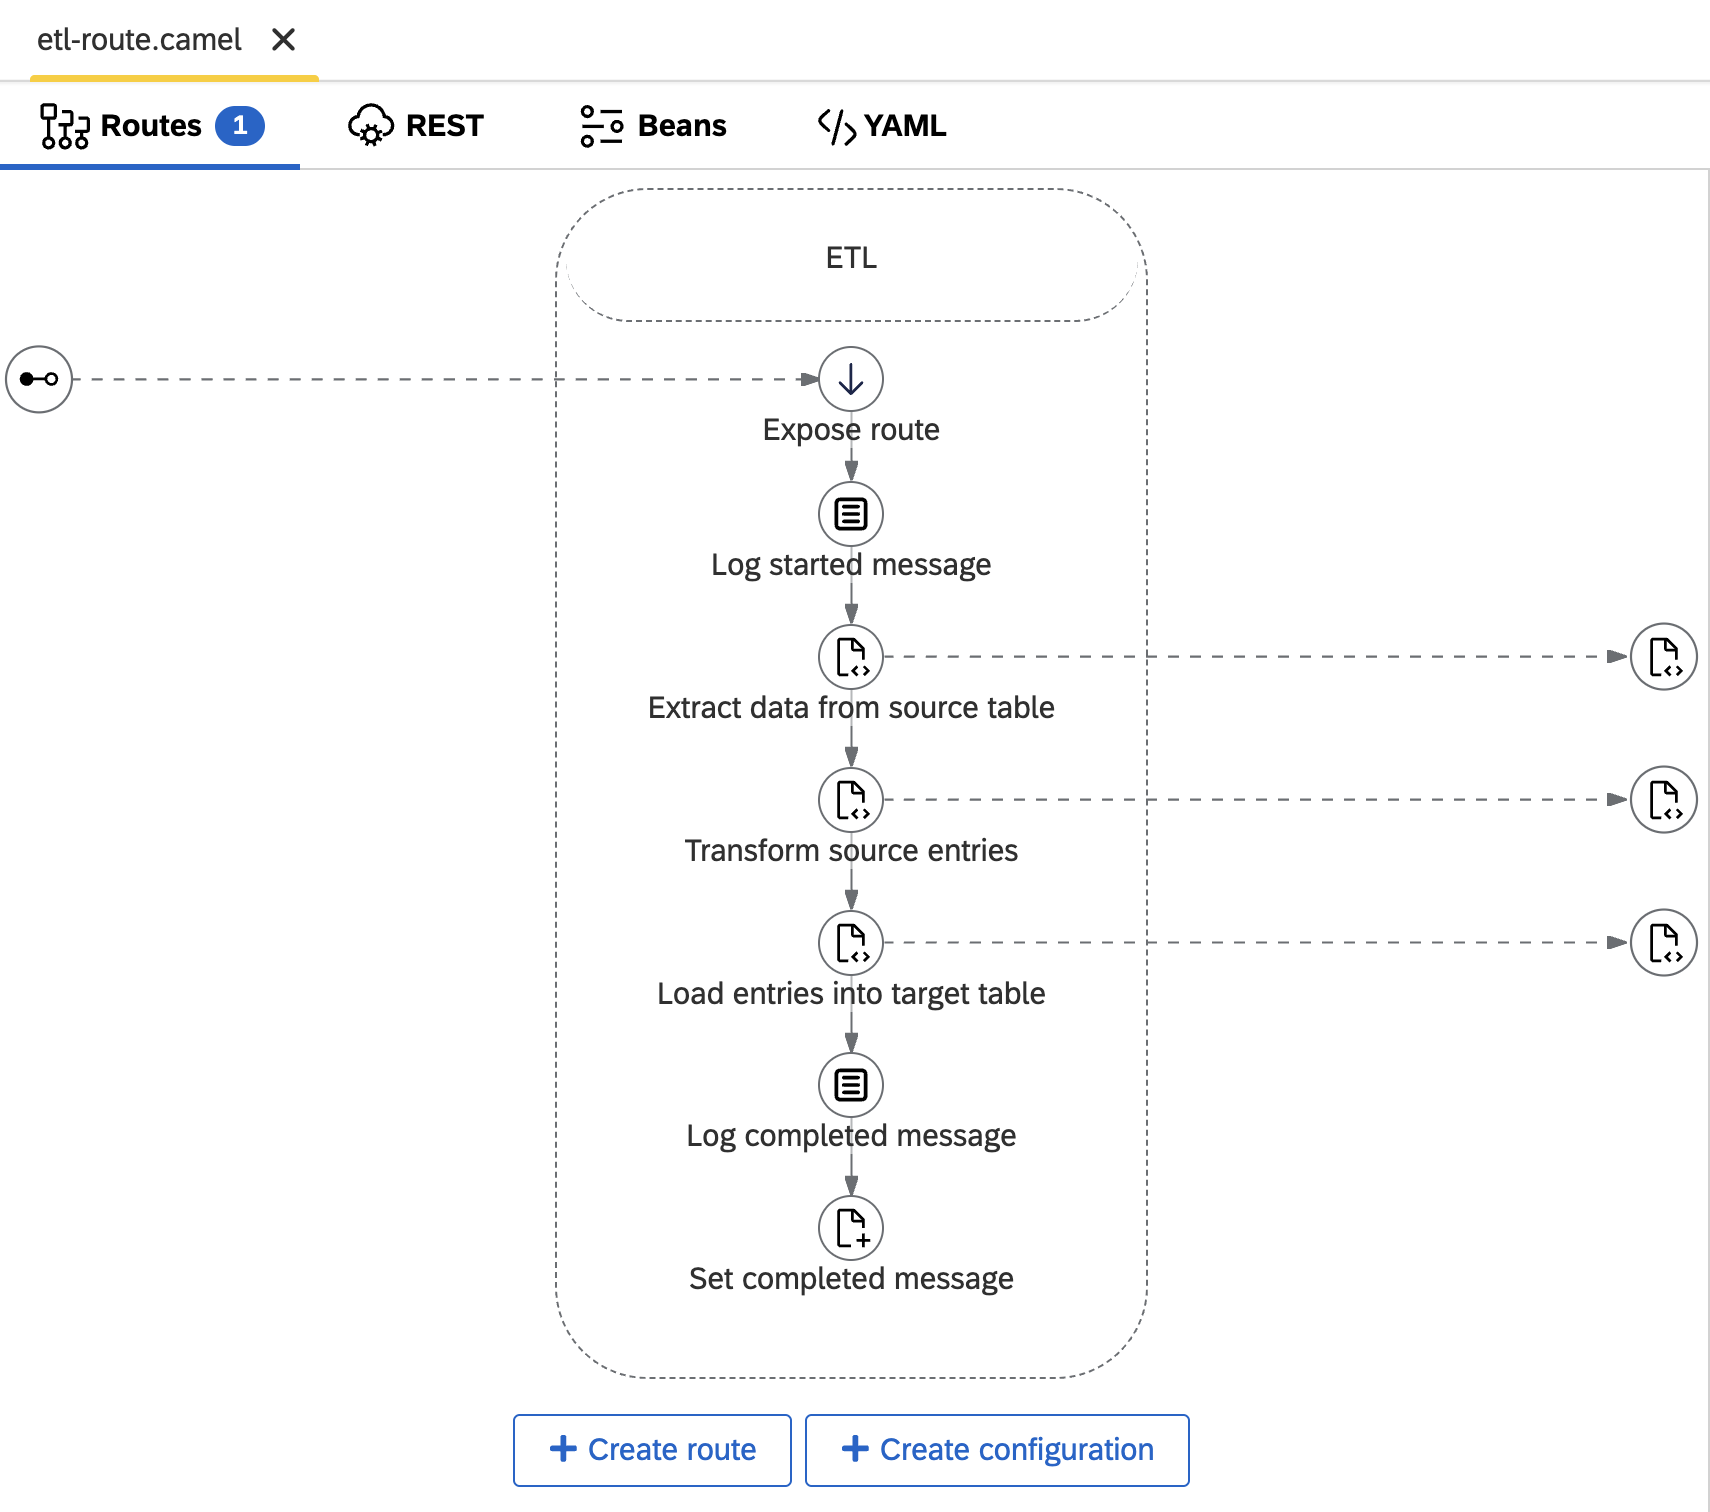 etl-route.camel
Routes 1 REST Beans YAML
ETL
Expose route
Log started message
Extract data from source table
Transform source entries
Load entries into target table
Log completed message
Set completed message
Create route Create configuration